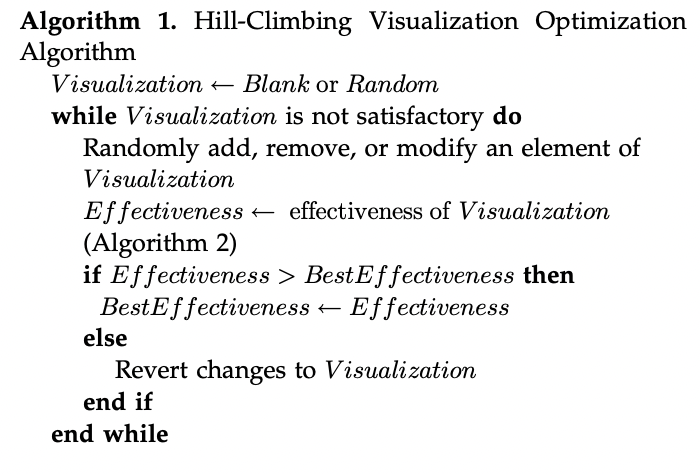 Algorithm 1. Hill-Climbing Visualization Optimization
Algorithm
Visualization ← Blank or Random
while Visualization is not satisfactory do
Randomly add, remove, or modify an element of
Visualization
Effectiveness ← effectiveness of Visualization
(Algorithm 2)
if Effectiveness > BestEffectiveness then
BestEffectiveness ← Effectiveness
else
Revert changes to Visualization
end if
end while